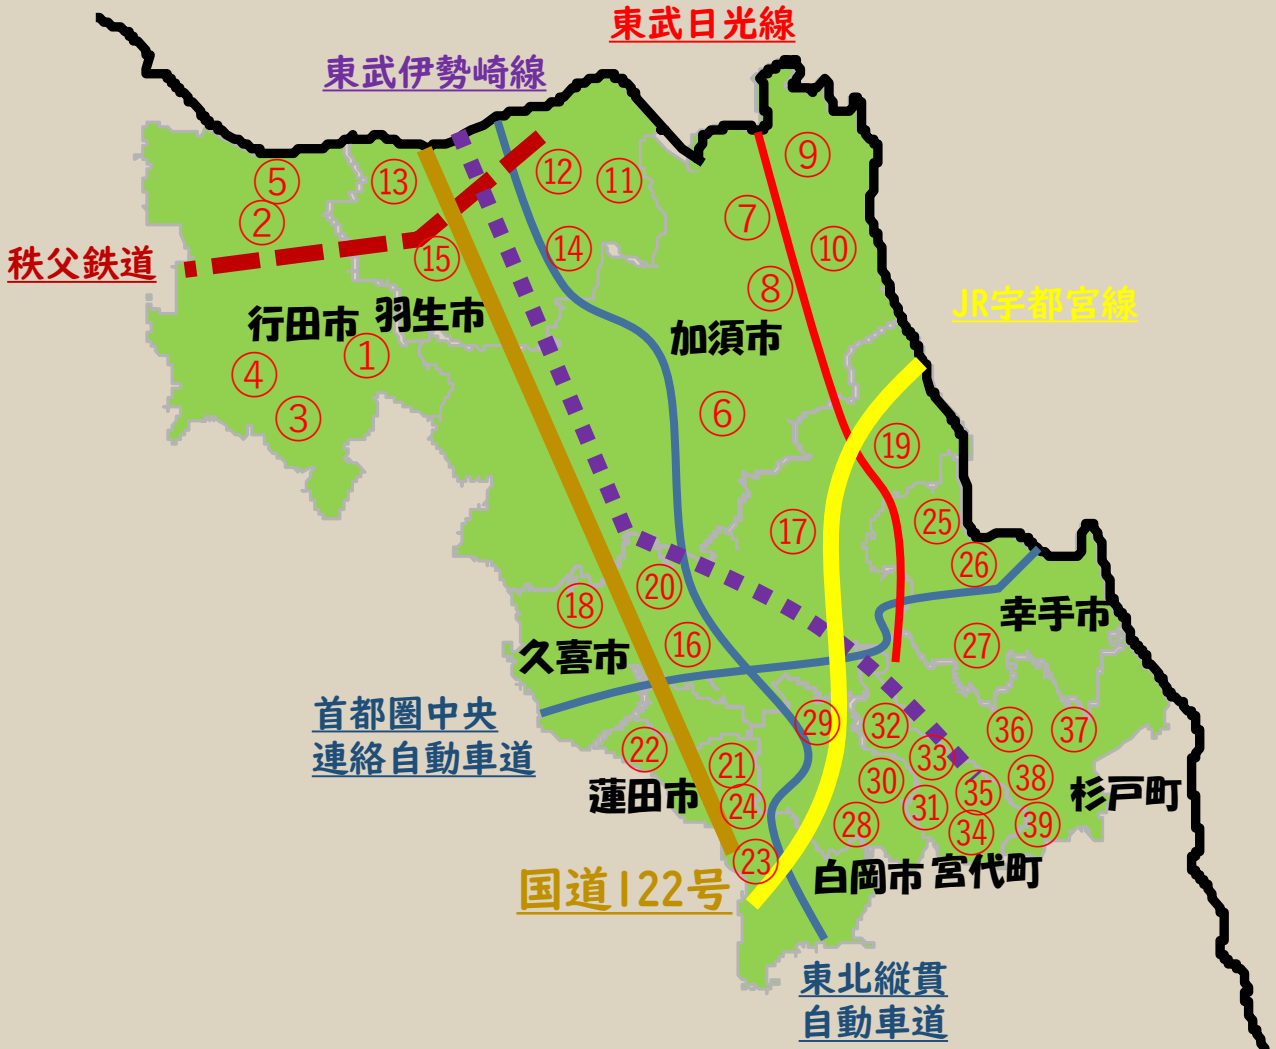 東武日光線
東武伊勢崎線
⑨
⑤
⑬
⑫
⑪
②
⑦
⑭
⑩
秩父鉄道
⑮
⑧
行田市
羽生市
JR宇都宮線
加須市
①
④
③
⑥
⑲
㉕
⑰
㉖
⑳
⑱
幸手市
久喜市
⑯
㉗
首都圏中央
連絡自動車道
㉙
㉜
㊱
㊲
㉒
㉝
㉑
㉚
㊳
蓮田市
㉟
杉戸町
㉔
㉛
㉘
㉞
㊴
㉓
白岡市
宮代町
国道122号
東北縦貫
自動車道